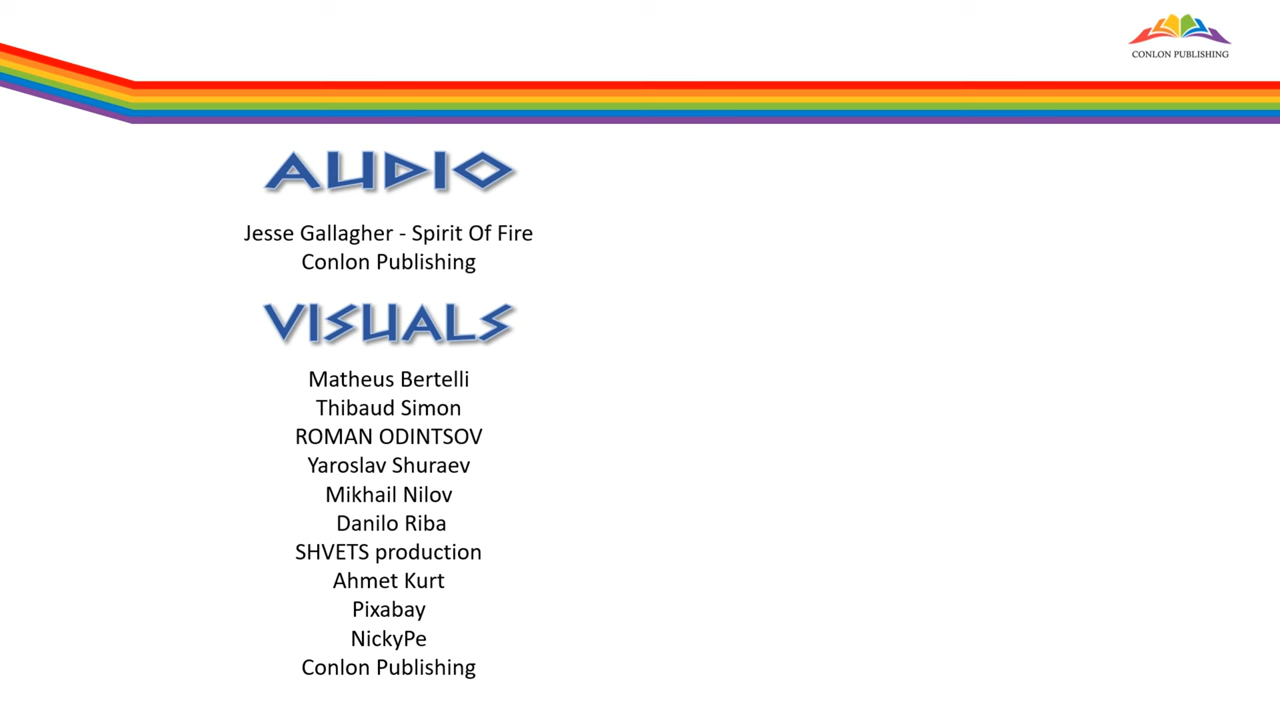 CONLON PUBLISHING
AUDIO
Jesse Gallagher - Spirit Of Fire
Conlon Publishing
VISUALS
Matheus Bertelli
Thibaud Simon
ROMAN ODINTSOV
Yaroslav Shuraev
Mikhail Nilov
Danilo Riba
SHVETS production
Ahmet Kurt
Pixabay
NickyPe
Conlon Publishing